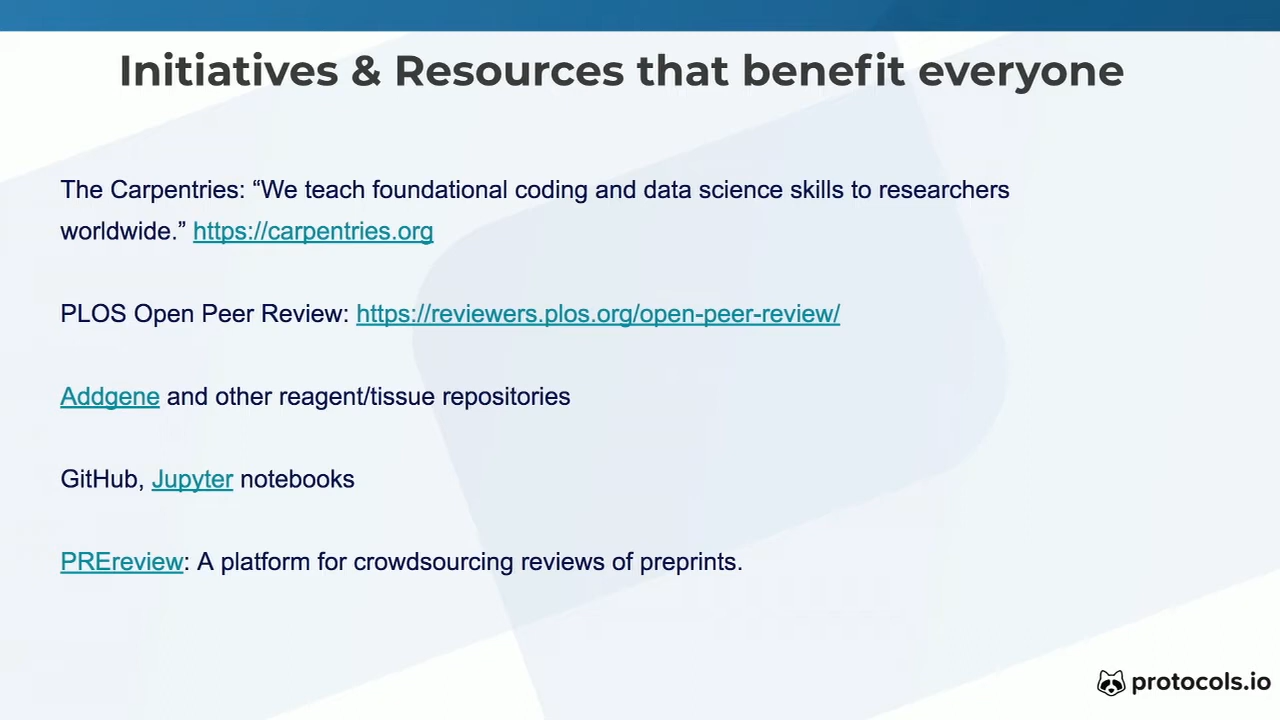 Initiatives & Resources that benefit everyone
The Carpentries: “We teach foundational coding and data science skills to researchers
worldwide.” https://carpentries.org
PLOS Open Peer Review: https://reviewers.plos.org/open-peer-review/
Addgene and other reagent/tissue repositories
GitHub, Jupyter notebooks
PREreview: A platform for crowdsourcing reviews of preprints.
protocols.io